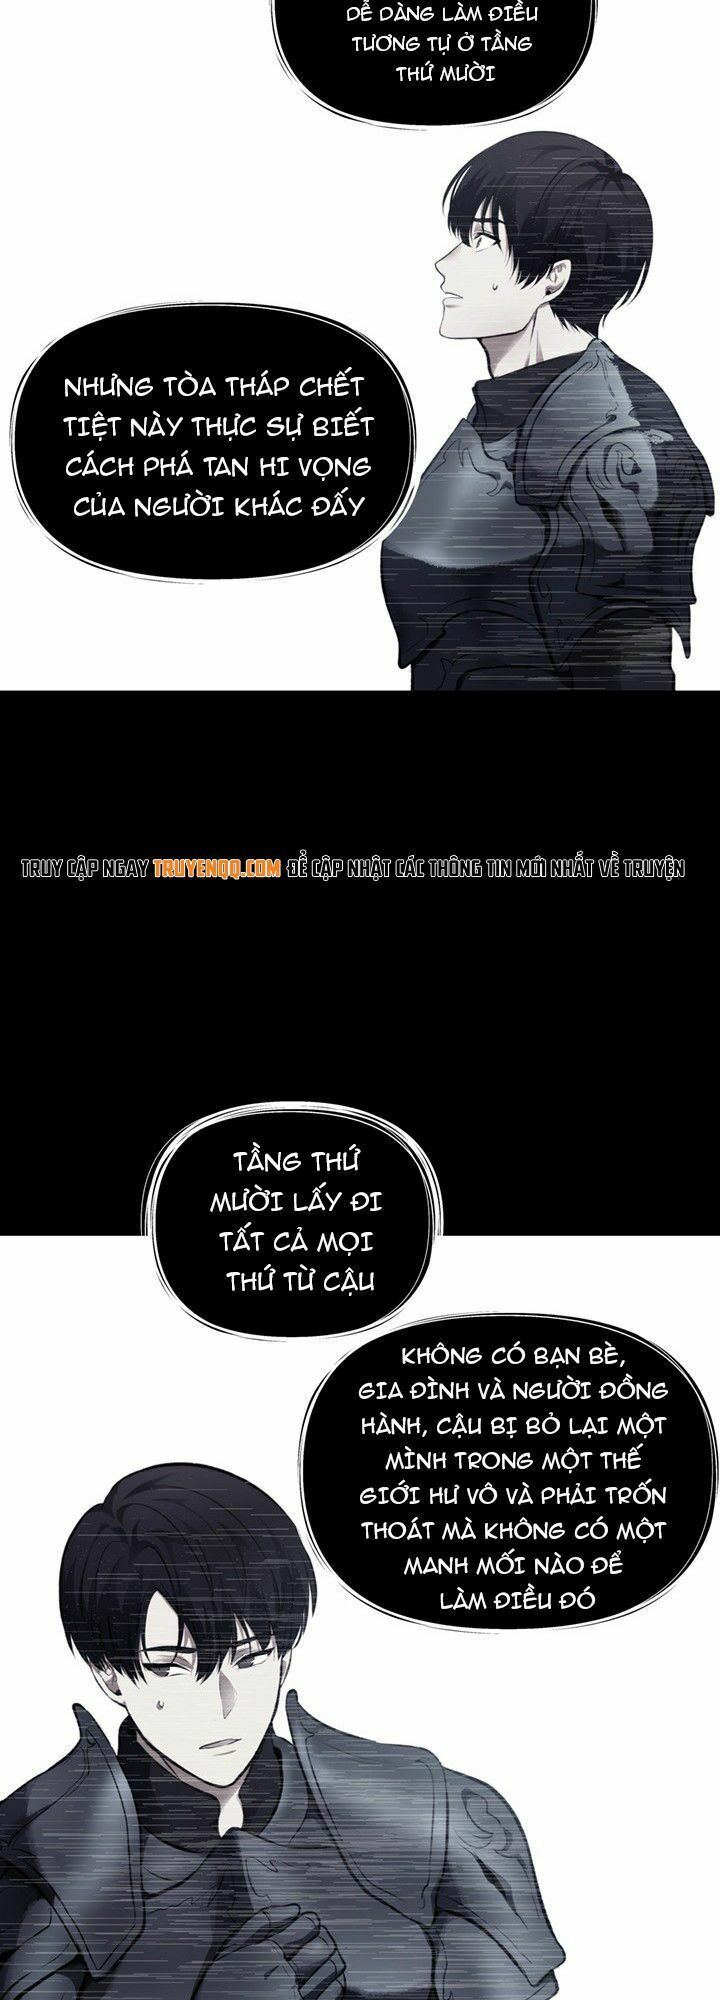 DỄ DÀNG LÀM ĐIỀU
TƯƠNG TỰ Ở TẦNG
THỨ MƯỜI
NHƯNG TÒA THÁP CHẾT
TIỆT NÀY THỰC SỰ BIẾT
CÁCH PHÁ TAN HI VỌNG
CỦA NGƯỜI KHÁC ĐẤY
TRUY CẬP NGAY TRUYENQQ.COM ĐỂ CẬP NHẬT CÁC THÔNG TIN MỚI NHẤT VỀ TRUYỆN
TẦNG THỨ
MƯỜI LẤY ĐI
TẤT CẢ MỌI
THỨ TỪ CẬU
KHÔNG CÓ BẠN BÈ,
GIA ĐÌNH VÀ NGƯỜI ĐỒNG
HÀNH, CẬU BỊ BỎ LẠI MỘT
MÌNH TRONG MỘT THẾ
GIỚI HƯ VÔ VÀ PHẢI TRỐN
THOÁT MÀ KHÔNG CÓ MỘT
MANH MỐI NÀO ĐỂ
LÀM ĐIỀU ĐÓ